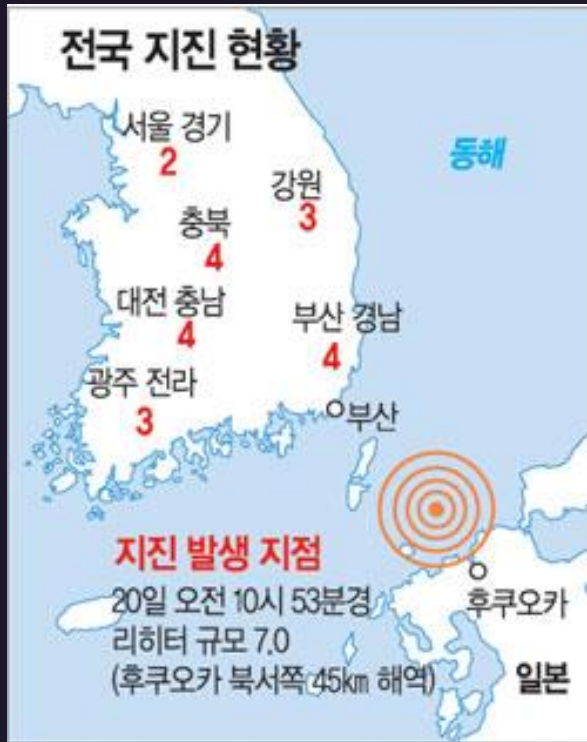 전국 지진 현황
서울 경기
2
동해
강원
3
충북
4
대전 충남
4
부산 경남
4
광주 전라
3
부산
지진 발생 지점
20일 오전 10시 53분경
리히터 규모 7.0
(후쿠오카 북서쪽 45km 해역)
후쿠오카
일본